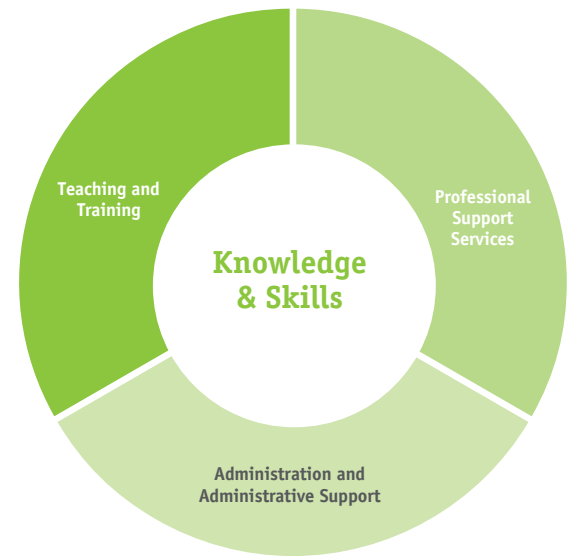 Teaching and
Training
Professional
Support
Services
Knowledge
& Skills
Administration and
Administrative Support